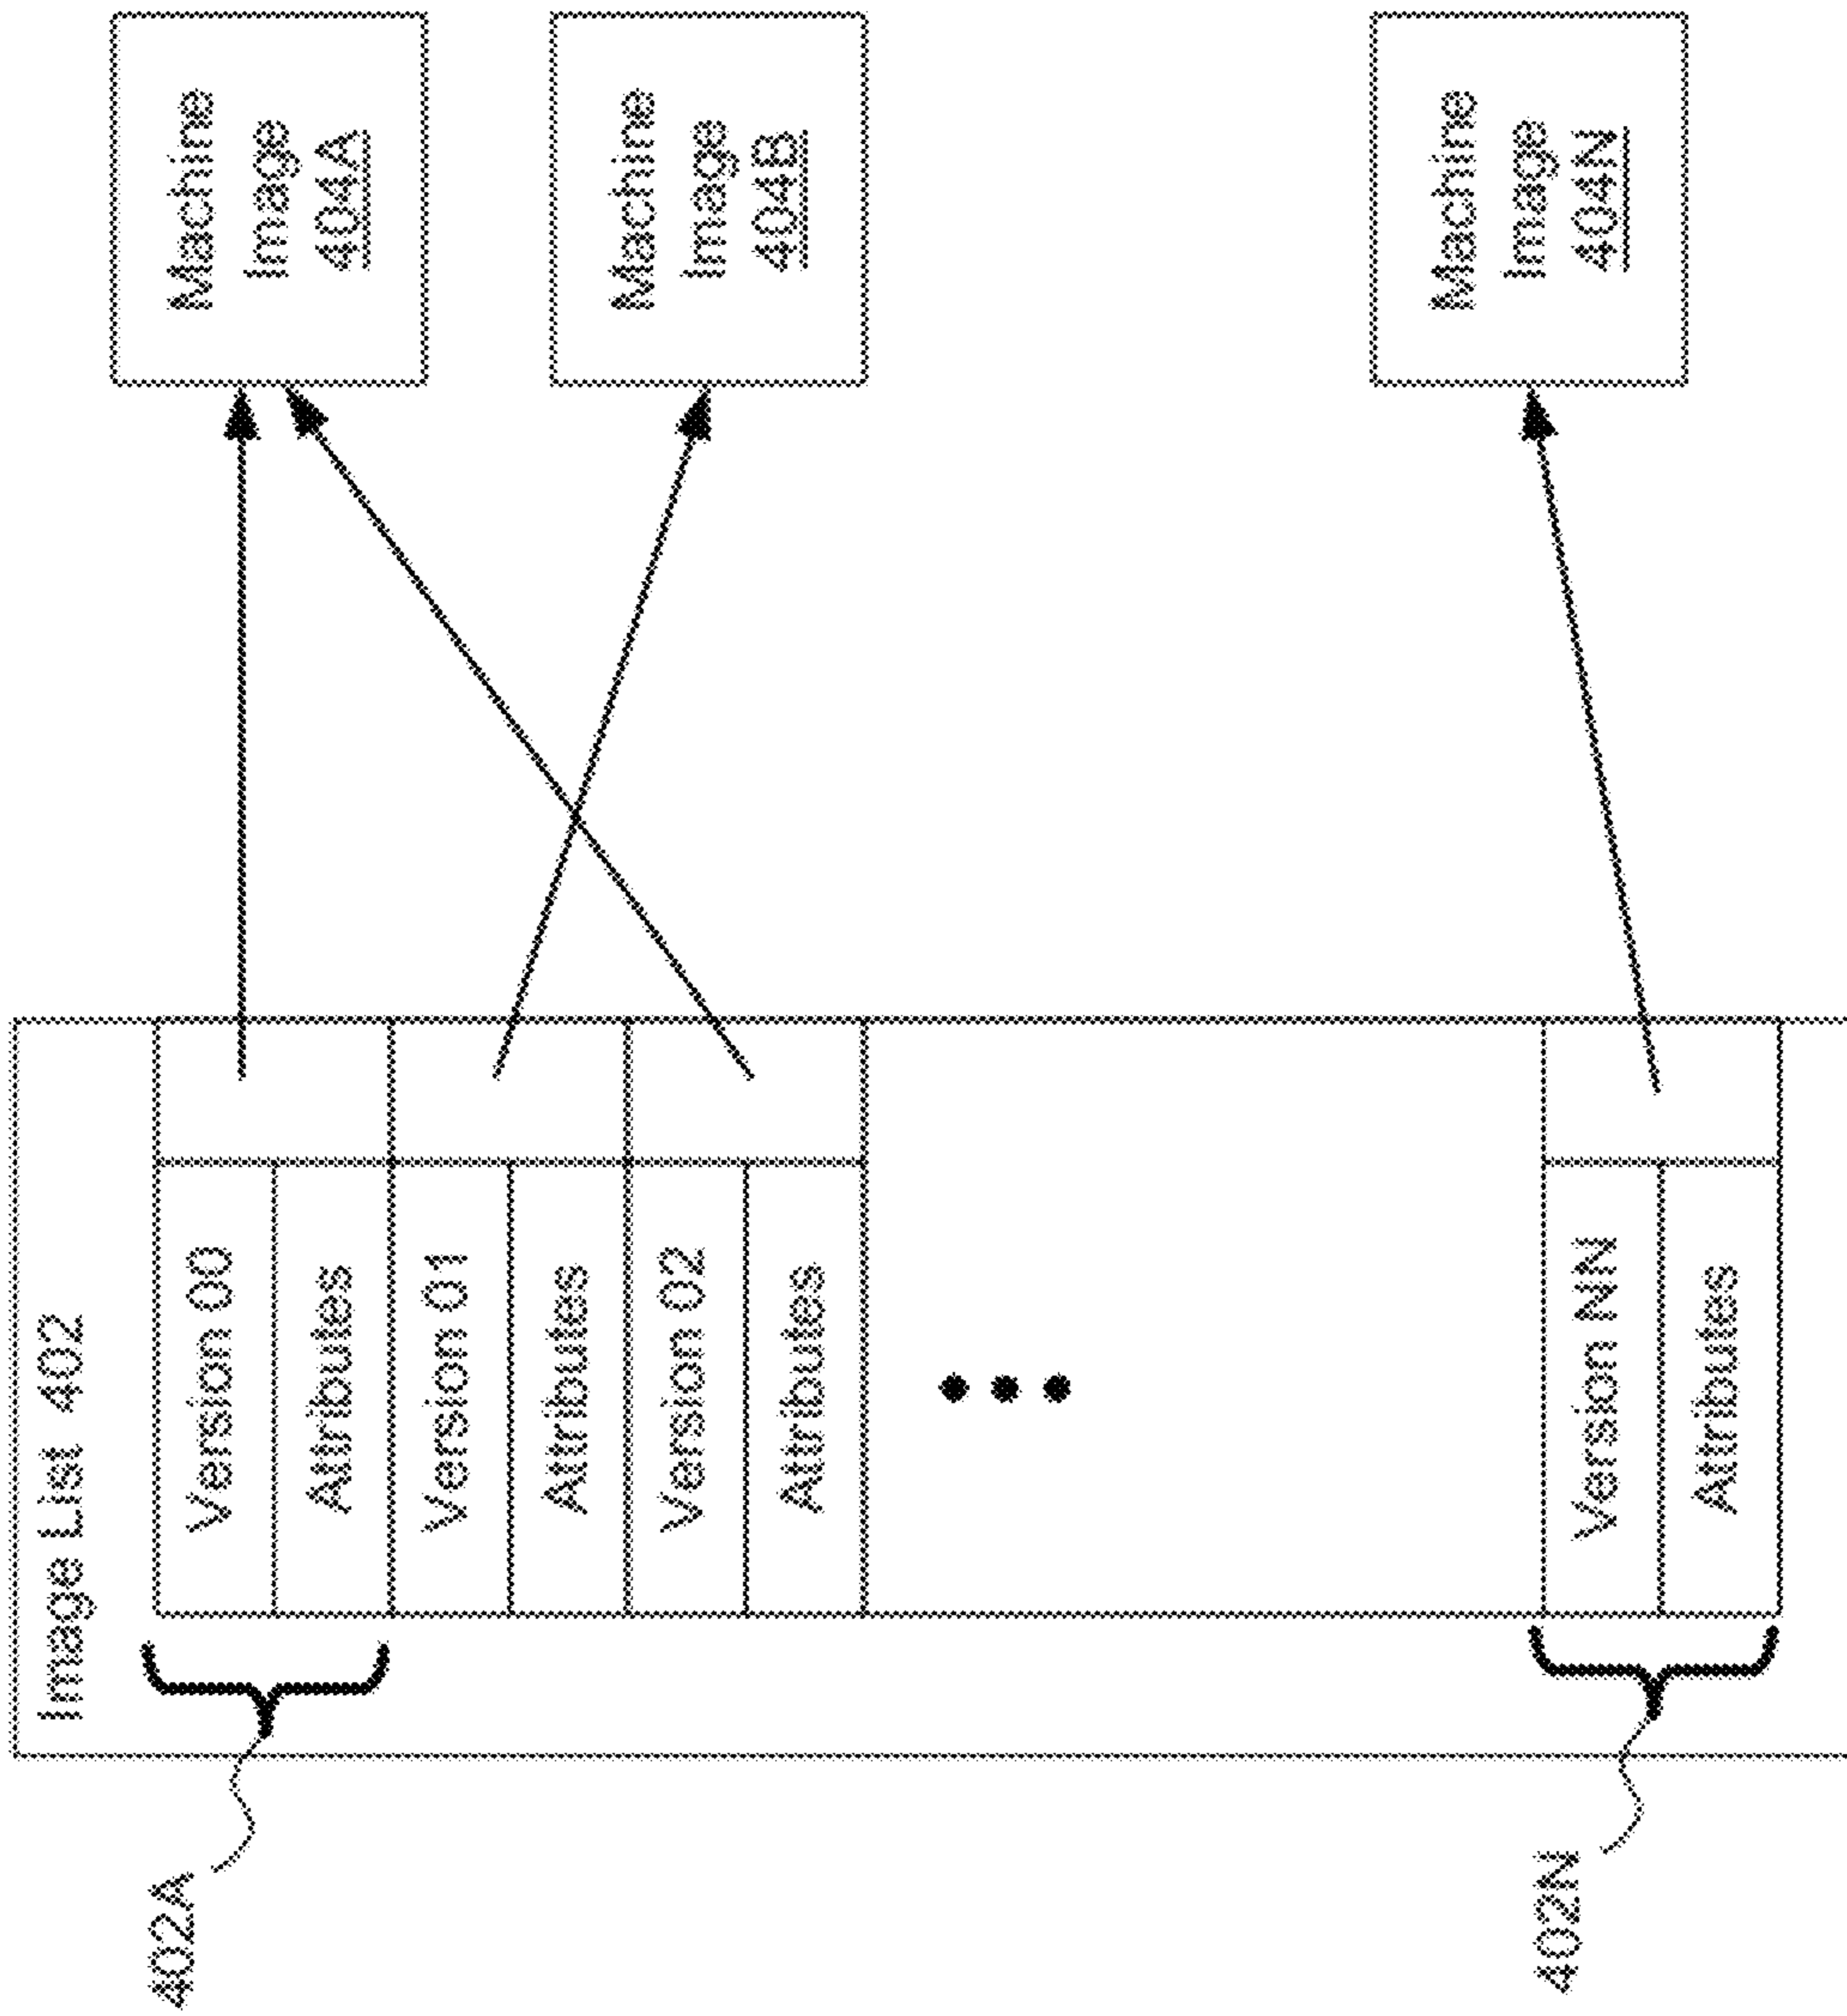 Image List 402
402A
Version 00
Attributes
Version 01
Attributes
Version 02
Attributes
402N
Version NN
Attributes
Machine
Image
404A
Machine
Image
404B
Machine
Image
404N